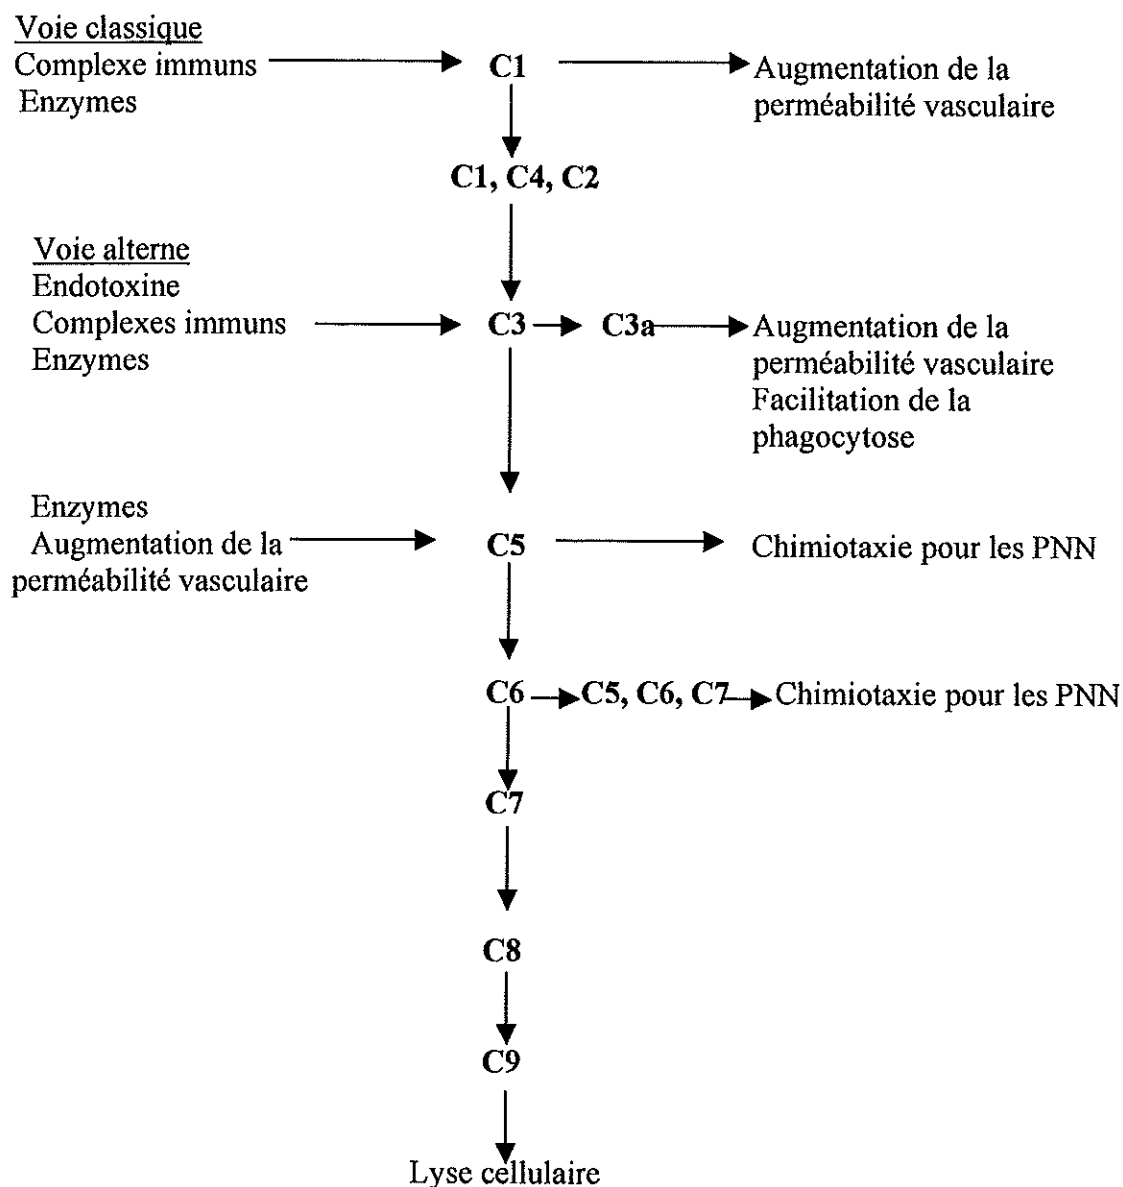 Voie classique
Complexe immuns
Enzymes
C1
Augmentation de la
perméabilité vasculaire
C1, C4, C2
Voie alterne
Endotoxine
Complexes immuns
Enzymes
C3
C3a
Augmentation de la
perméabilité vasculaire
Facilitation de la
phagocytose
Enzymes
Augmentation de la
perméabilité vasculaire
C5
Chimiotaxie pour les PNN
C6
C5, C6, C7
Chimiotaxie pour les PNN
C7
C8
C9
Lyse cellulaire